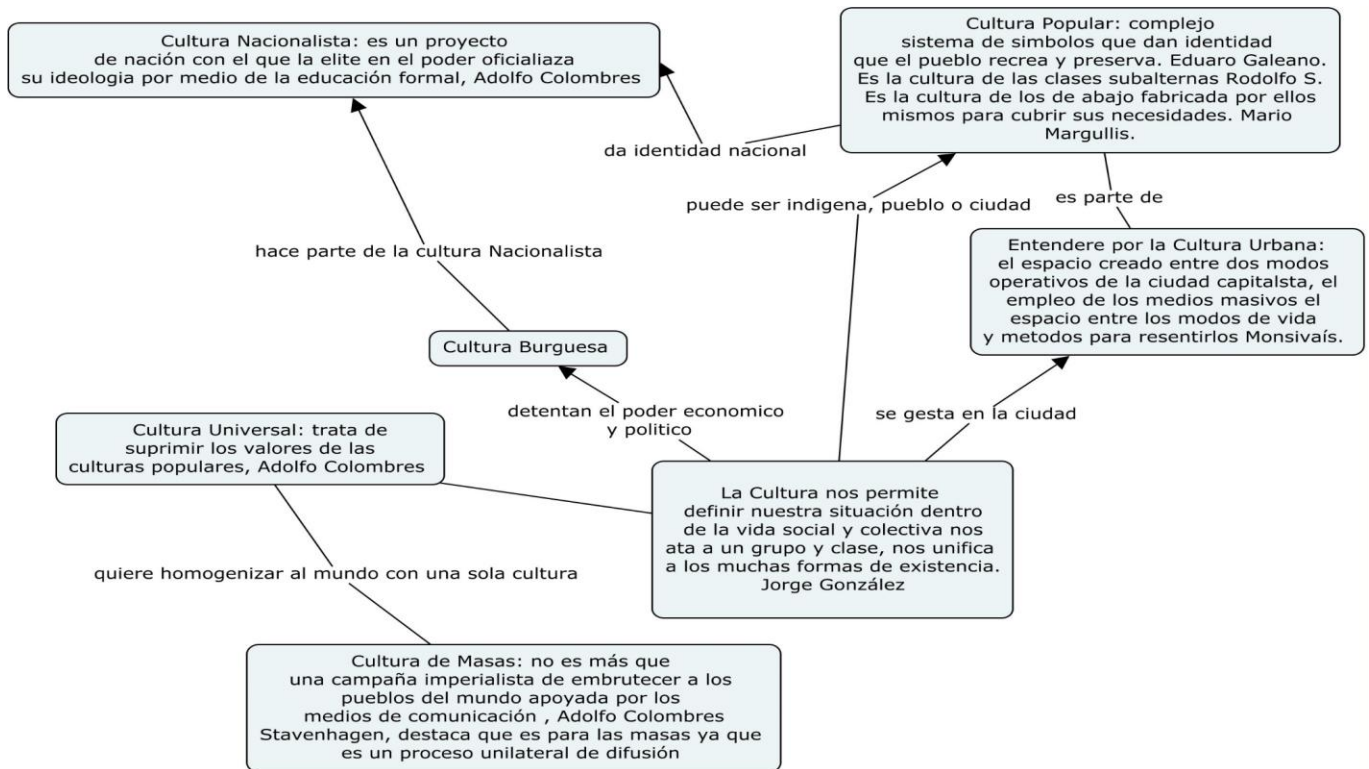 Cultura Nacionalista: es un proyecto
de nación con el que la elite en el poder oficialiaza
su ideologia por medio de la educación formal, Adolfo Colombres
Cultura Popular: complejo
sistema de simbolos que dan identidad
que el pueblo recrea y preserva. Eduaro Galeano.
Es la cultura de las clases subalternas Rodolfo S.
Es la cultura de los de abajo fabricada por ellos
mismos para cubrir sus necesidades. Mario
Margullis.
da identidad nacional
puede ser indigena, pueblo o ciudad
es parte de
hace parte de la cultura Nacionalista
Entendere por la Cultura Urbana:
el espacio creado entre dos modos
operativos de la ciudad capitalsta, el
empleo de los medios masivos el
espacio entre los modos de vida
y metodos para resentirlos Monsivaís.
Cultura Burguesa
detentan el poder economico
y politico
se gesta en la ciudad
Cultura Universal: trata de
suprimir los valores de las
culturas populares, Adolfo Colombres
La Cultura nos permite
definir nuestra situación dentro
de la vida social y colectiva nos
ata a un grupo y clase, nos unifica
a los muchas formas de existencia.
Jorge González
quiere homogenizar al mundo con una sola cultura
Cultura de Masas: no es más que
una campaña imperialista de embrutecer a los
pueblos del mundo apoyada por los
medios de comunicación , Adolfo Colombres
Stavenhagen, destaca que es para las masas ya que
es un proceso unilateral de difusión